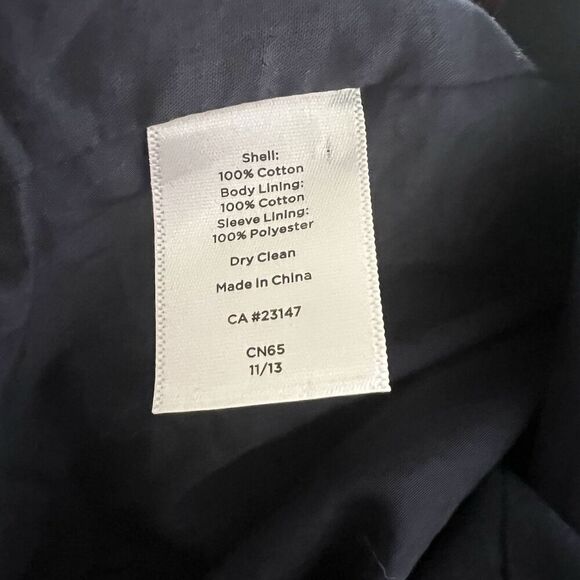 Shell:
100% Cotton
Body Lining:
100% Cotton
Sleeve Lining:
100% Polyester
Dry Clean
Made In China
CA #23147
CN65
11/13